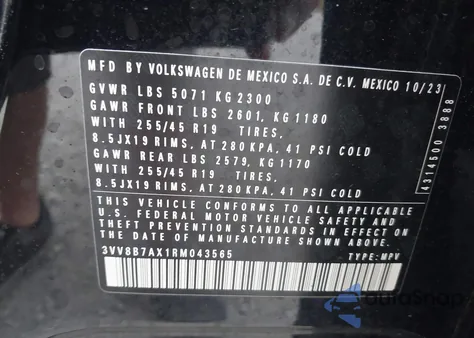 MFD BY VOLKSWAGEN DE MEXICO S.A. DE C.V. MEXICO 10/23
GVWR LBS 5071 KG 2300
GAWR FRONT LBS 2601, KG 1180
WITH 255/45 R19 TIRES,
8.5JX19 RIMS, AT 280KPA, 41 PSI COLD
GAWR REAR LBS 2579, KG 1170
WITH 255/45 R19 TIRES,
8.5JX19 RIMS, AT 280KPA, 41 PSI COLD
THIS VEHICLE CONFORMS TO ALL APPLICABLE
U.S. FEDERAL MOTOR VEHICLE SAFETY AND
THEFT PREVENTION STANDARDS IN EFFECT ON
THE DATE OF MANUFACTURE SHOWN ABOVE
3VV8B7AX1RM043565 TYPE: MPV
4314500 3888
AutoSnap